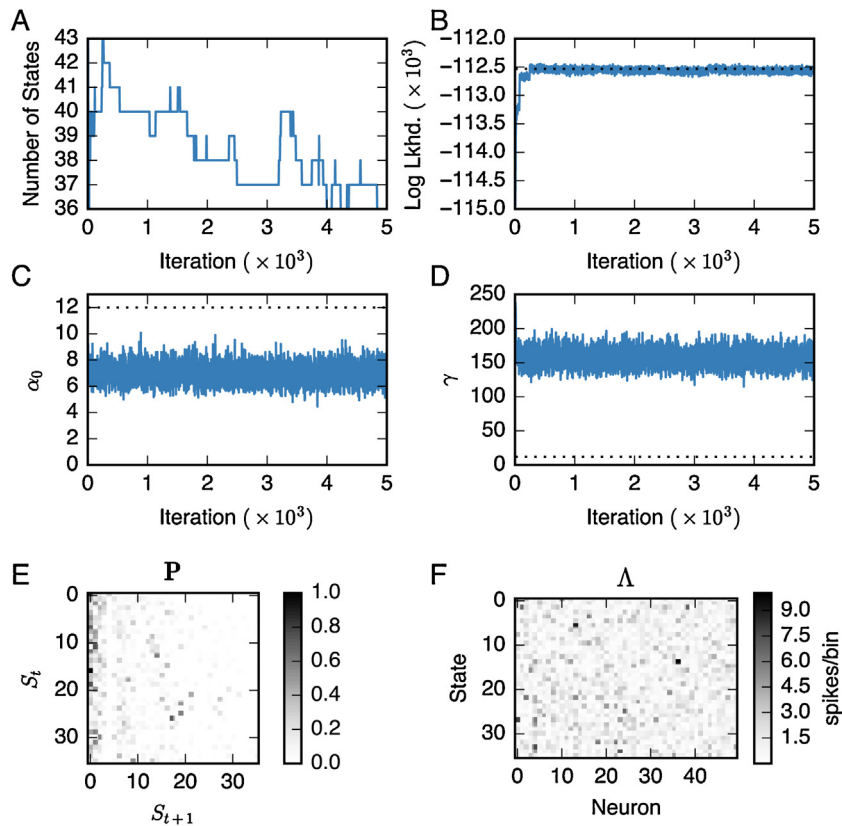 A
Number of States
43
42
41
40
39
38
37
36
0 1 2 3 4 5
Iteration (×10³)
B
Log Lkhd. (×10³)
−112.0
−112.5
−113.0
−113.5
−114.0
−114.5
−115.0
0 1 2 3 4 5
Iteration (×10³)
C
α₀
12
10
8
6
4
2
0
0 1 2 3 4 5
Iteration (×10³)
D
γ
250
200
150
100
50
0
0 1 2 3 4 5
Iteration (×10³)
E
P
Sₜ
0
10
20
30
0 10 20 30
Sₜ₊₁
1.0
0.8
0.6
0.4
0.2
0.0
F
Λ
State
0
10
20
30
0 10 20 30 40
Neuron
9.0
7.5
6.0
4.5
3.0
1.5
spikes/bin